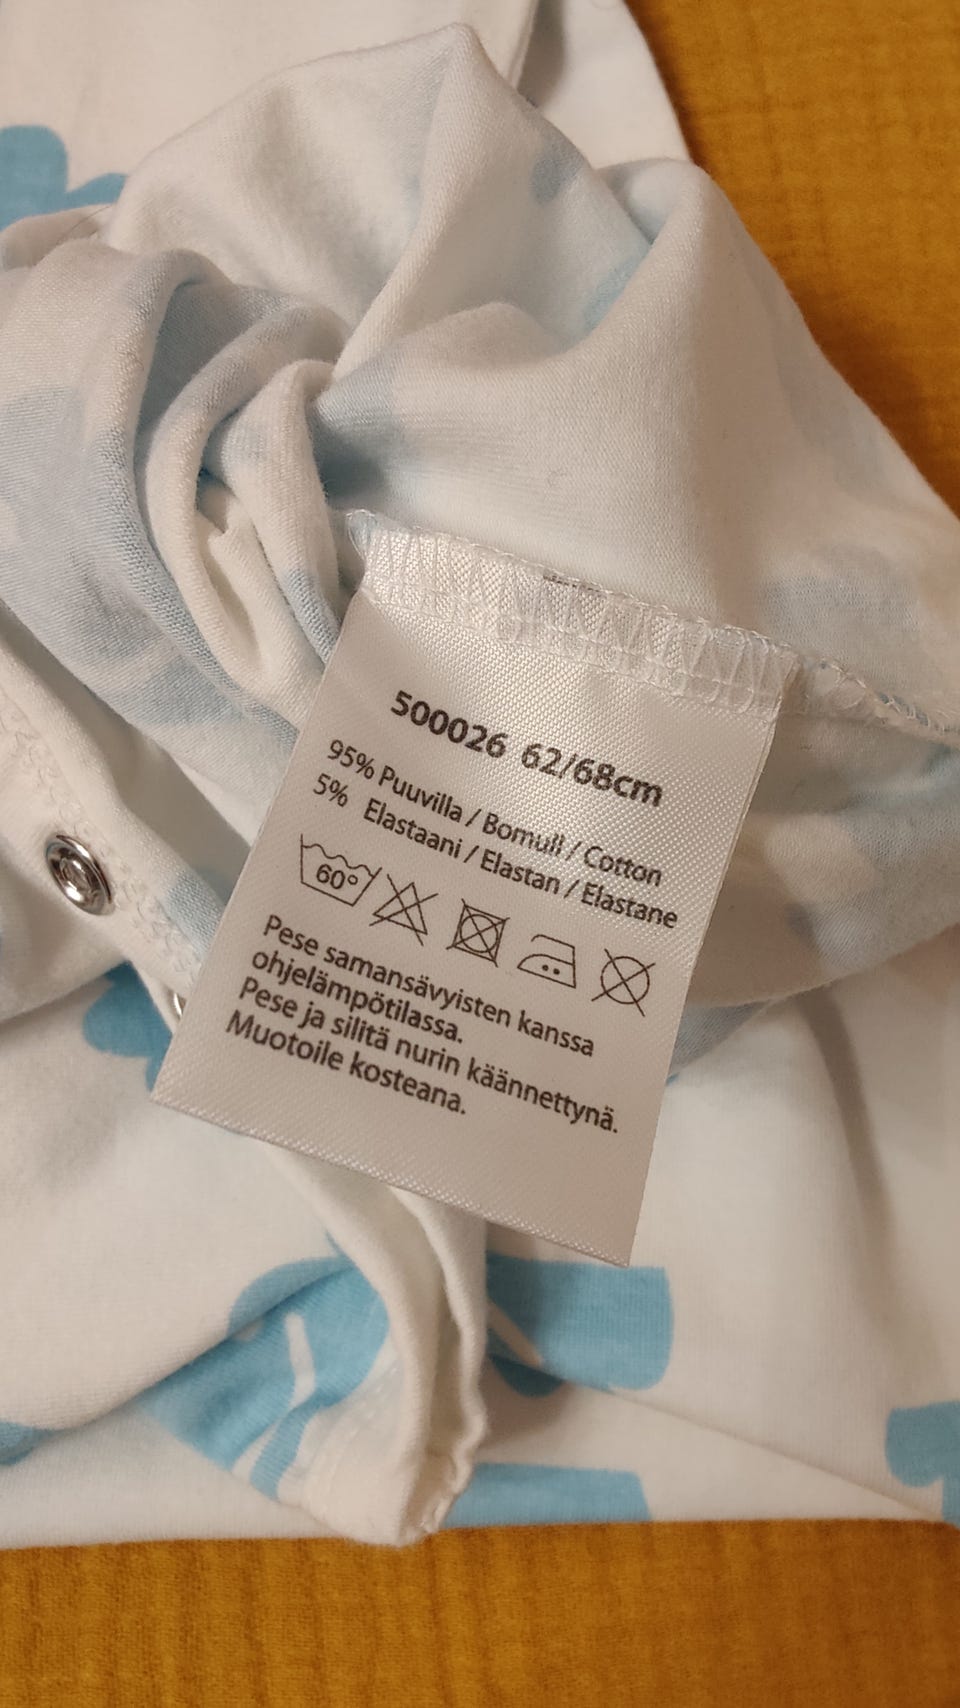 500026 62/68cm
95% Puuvilla / Bomull / Cotton
5% Elastaani / Elastan / Elastane
60°
Pese samansävyisten kanssa
ohjelämpötilassa.
Pese ja silitä nurin käännettynä.
Muotoile kosteana.